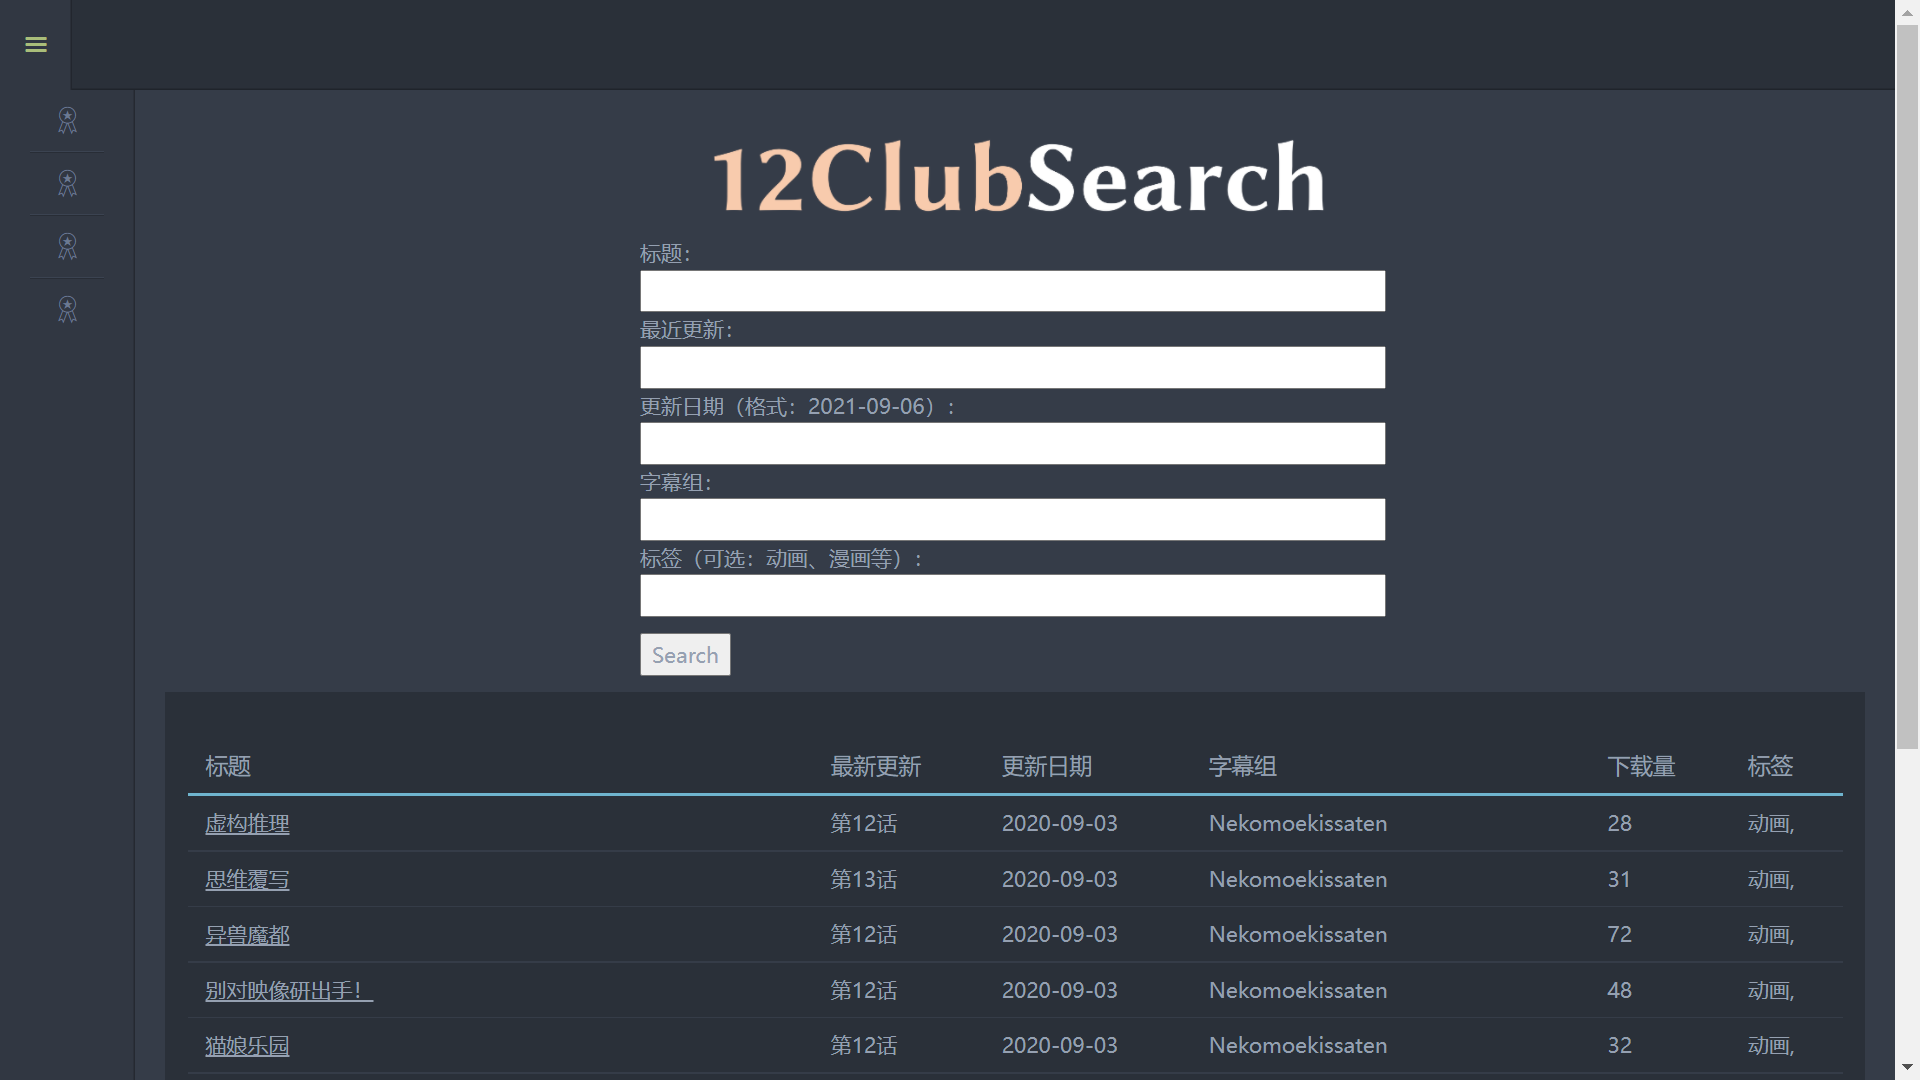 12ClubSearch
标题：
最近更新：
更新日期（格式：2021-09-06）：
字幕组：
标签（可选：动画、漫画等）：
Search
标题 最新更新 更新日期 字幕组 下载量 标签
虚构推理 第12话 2020-09-03 Nekomoekissaten 28 动画,
思维覆写 第13话 2020-09-03 Nekomoekissaten 31 动画,
异兽魔都 第12话 2020-09-03 Nekomoekissaten 72 动画,
别对映像研出手！ 第12话 2020-09-03 Nekomoekissaten 48 动画,
猫娘乐园 第12话 2020-09-03 Nekomoekissaten 32 动画,